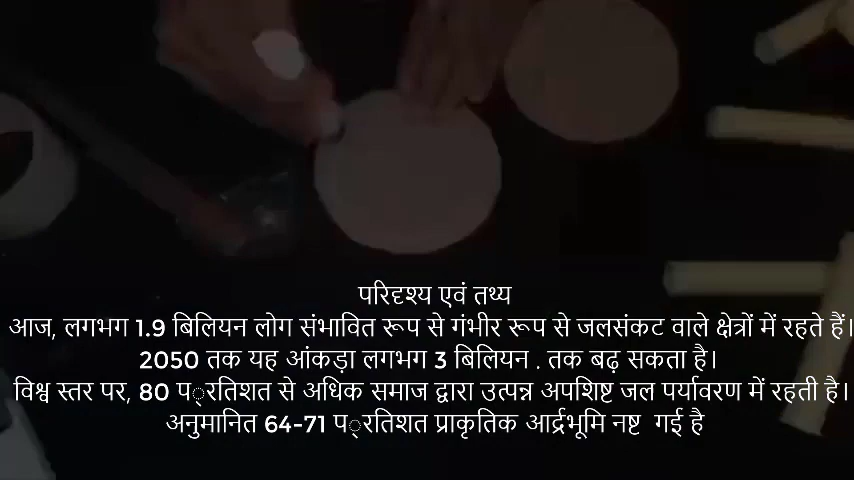 परिदृश्य एवं तथ्य
आज, लगभग 1.9 बिलियन लोग संभावित रूप से गंभीर रूप से जलसंकट वाले क्षेत्रों में रहते हैं।
2050 तक यह आंकड़ा लगभग 3 बिलियन . तक बढ़ सकता है।
विश्व स्तर पर, 80 प्रतिशत से अधिक समाज द्वारा उत्पन्न अपशिष्ट जल पर्यावरण में रहती है।
अनुमानित 64-71 प्रतिशत प्राकृतिक आर्द्रभूमि नष्ट गई है